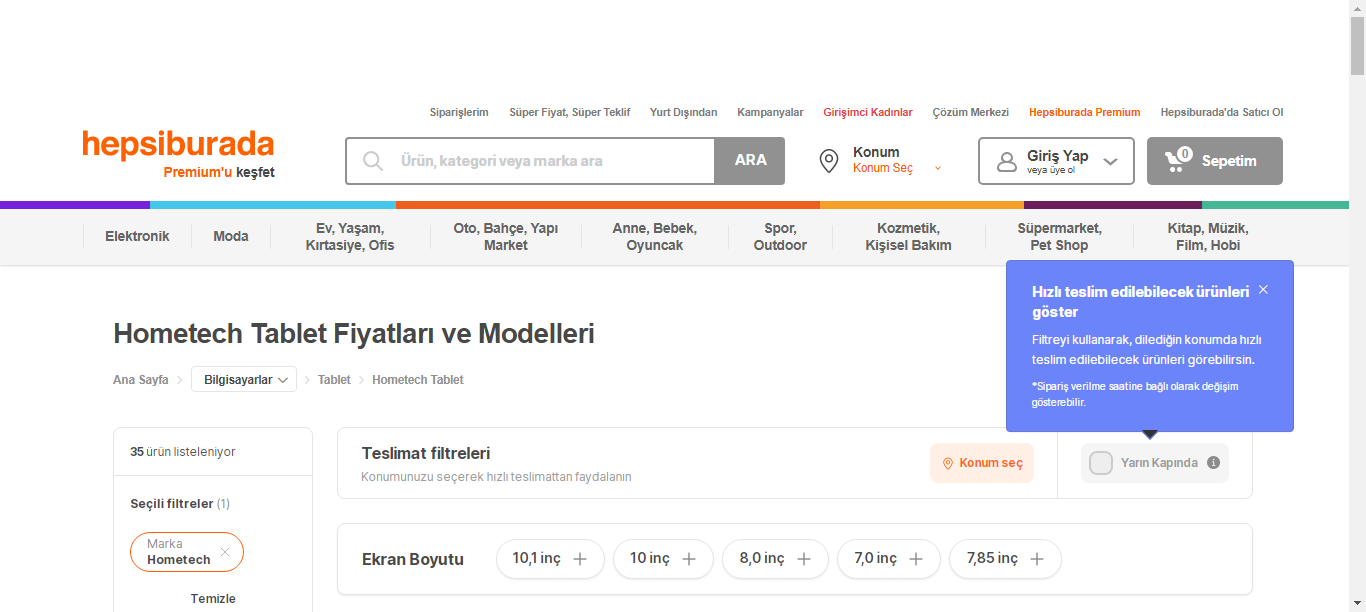 Siparişlerim Süper Fiyat, Süper Teklif Yurt Dışından Kampanyalar Girişimci Kadınlar Çözüm Merkezi Hepsiburada Premium Hepsiburada'da Satıcı Ol
hepsiburada
Premium'u keşfet
Ürün, kategori veya marka ara
ARA
Konum
Konum Seç
Giriş Yap
veya üye ol
0
Sepetim
Elektronik
Moda
Ev, Yaşam,
Kırtasiye, Ofis
Oto, Bahçe, Yapı
Market
Anne, Bebek,
Oyuncak
Spor,
Outdoor
Kozmetik,
Kişisel Bakım
Süpermarket,
Pet Shop
Kitap, Müzik,
Film, Hobi
Hızlı teslim edilebilecek ürünleri
göster
Filtreyi kullanarak, dilediğin konumda hızlı
teslim edilebilecek ürünleri görebilirsin.
*Sipariş verilme saatine bağlı olarak değişim
gösterebilir.
Hometech Tablet Fiyatları ve Modelleri
Ana Sayfa Bilgisayarlar Tablet Hometech Tablet
35 ürün listeleniyor
Seçili filtreler (1)
Marka
Hometech
Temizle
Teslimat filtreleri
Konumunuzu seçerek hızlı teslimattan faydalanın
Konum seç
Yarın Kapında
Ekran Boyutu 10,1 inç 10 inç 8,0 inç 7,0 inç 7,85 inç